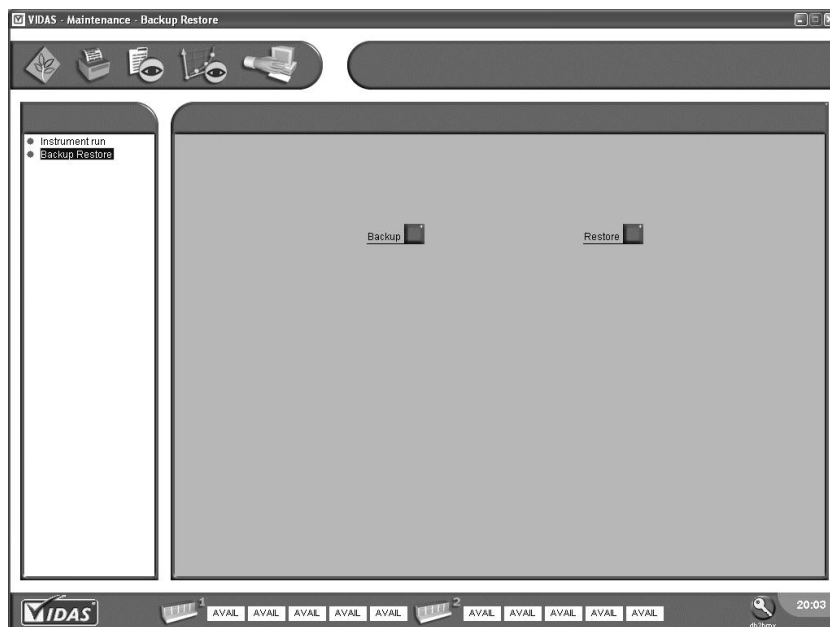 VIDAS - Maintenance - Backup Restore
Instrument run
Backup Restore
Backup
Restore
VIDAS
1
AVAIL AVAIL AVAIL AVAIL AVAIL
2
AVAIL AVAIL AVAIL AVAIL AVAIL
20:03